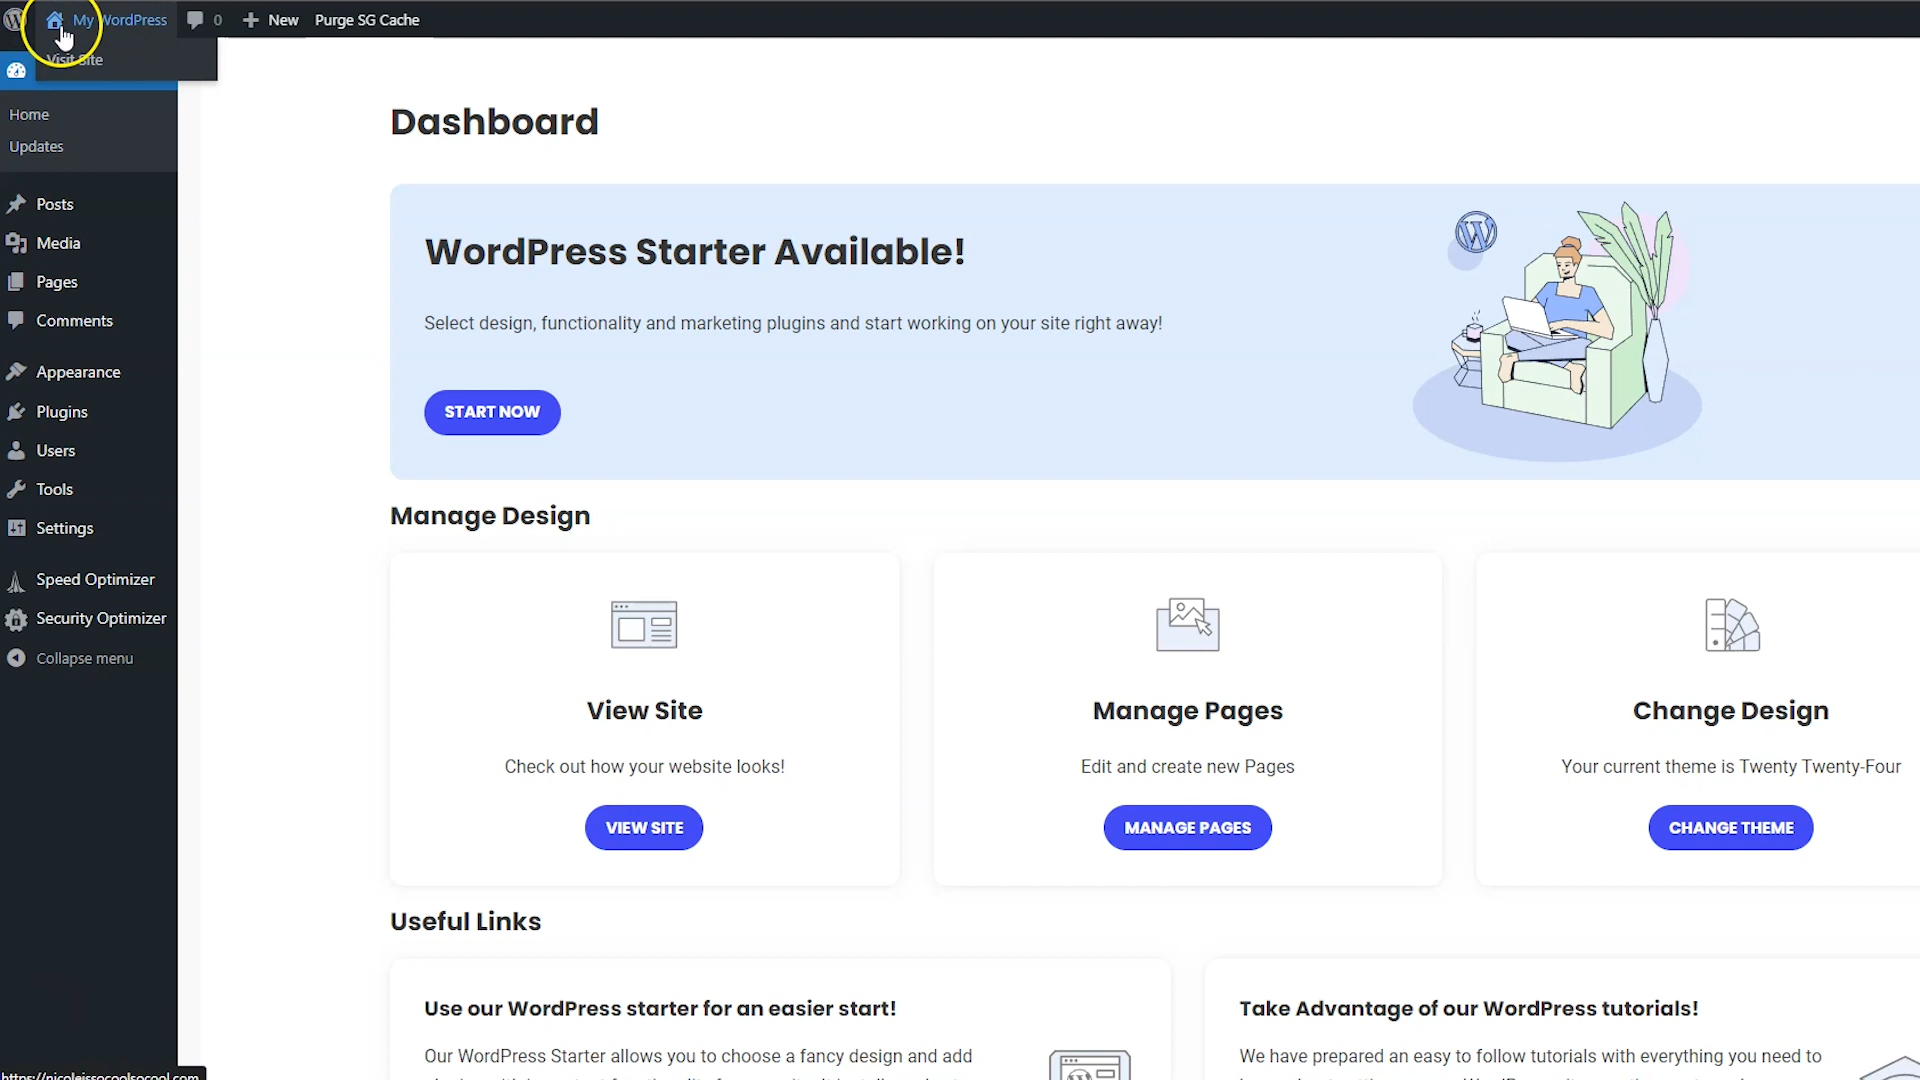 My WordPress
0
New
Purge SG Cache
Visit Site
Home
Updates
Posts
Media
Pages
Comments
Appearance
Plugins
Users
Tools
Settings
Speed Optimizer
Security Optimizer
Collapse menu
Dashboard
WordPress Starter Available!
Select design, functionality and marketing plugins and start working on your site right away!
START NOW
Manage Design
View Site
Check out how your website looks!
VIEW SITE
Manage Pages
Edit and create new Pages
MANAGE PAGES
Change Design
Your current theme is Twenty Twenty-Four
CHANGE THEME
Useful Links
Use our WordPress starter for an easier start!
Our WordPress Starter allows you to choose a fancy design and add
Take Advantage of our WordPress tutorials!
We have prepared an easy to follow tutorials with everything you need to
https://nicoleissocoolsocool.com